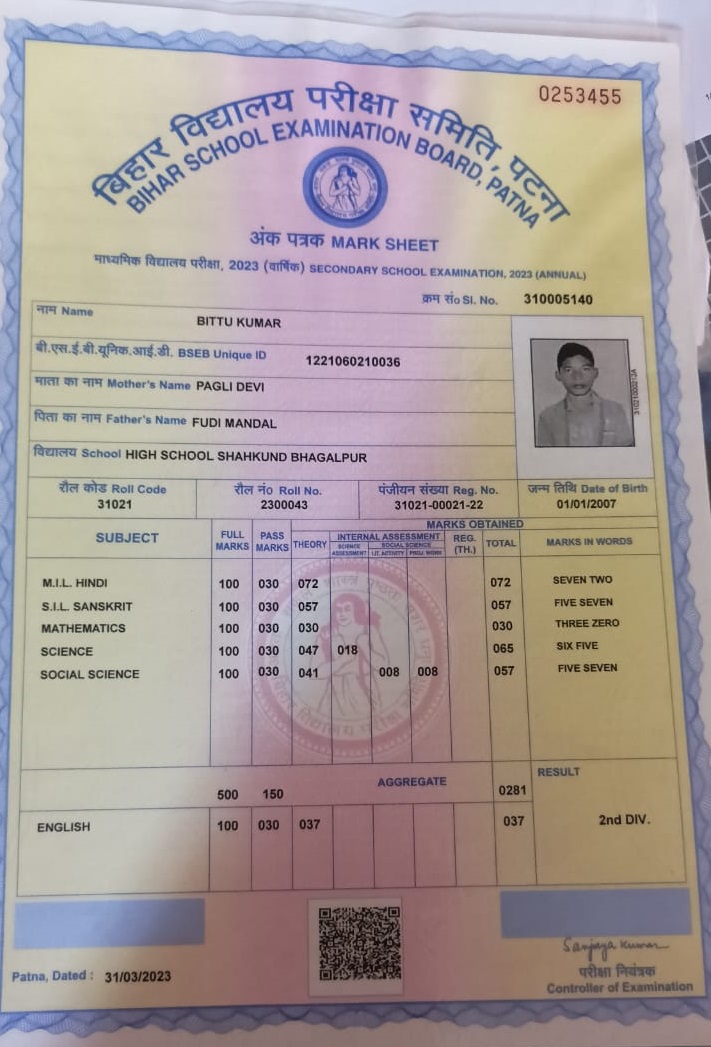 0253455
बिहार विद्यालय परीक्षा समिति, पटना
BIHAR SCHOOL EXAMINATION BOARD, PATNA
अंक पत्रक MARK SHEET
माध्यमिक विद्यालय परीक्षा, 2023 (वार्षिक) SECONDARY SCHOOL EXAMINATION, 2023 (ANNUAL)
क्रम सं० Sl. No. 310005140
नाम Name BITTU KUMAR
बी.एस.ई.बी.यूनिक.आई.डी. BSEB Unique ID 1221060210036
माता का नाम Mother's Name PAGLI DEVI
पिता का नाम Father's Name FUDI MANDAL
विद्यालय School HIGH SCHOOL SHAHKUND BHAGALPUR
रौल कोड Roll Code रौल नं० Roll No. पंजीयन संख्या Reg. No. जन्म तिथि Date of Birth
31021 2300043 31021-00021-22 01/01/2007
MARKS OBTAINED
SUBJECT FULL MARKS PASS MARKS THEORY INTERNAL ASSESSMENT REG. (TH.) TOTAL MARKS IN WORDS
SCIENCE ASSESSMENT SOCIAL SCIENCE LIT. ACTIVITY PROJ. WORK
M.I.L. HINDI 100 030 072 072 SEVEN TWO
S.I.L. SANSKRIT 100 030 057 057 FIVE SEVEN
MATHEMATICS 100 030 030 030 THREE ZERO
SCIENCE 100 030 047 018 065 SIX FIVE
SOCIAL SCIENCE 100 030 041 008 008 057 FIVE SEVEN
500 150 AGGREGATE 0281 RESULT
ENGLISH 100 030 037 037 2nd DIV.
Sanjaya Kumar
Patna, Dated : 31/03/2023
परीक्षा नियंत्रक
Controller of Examination